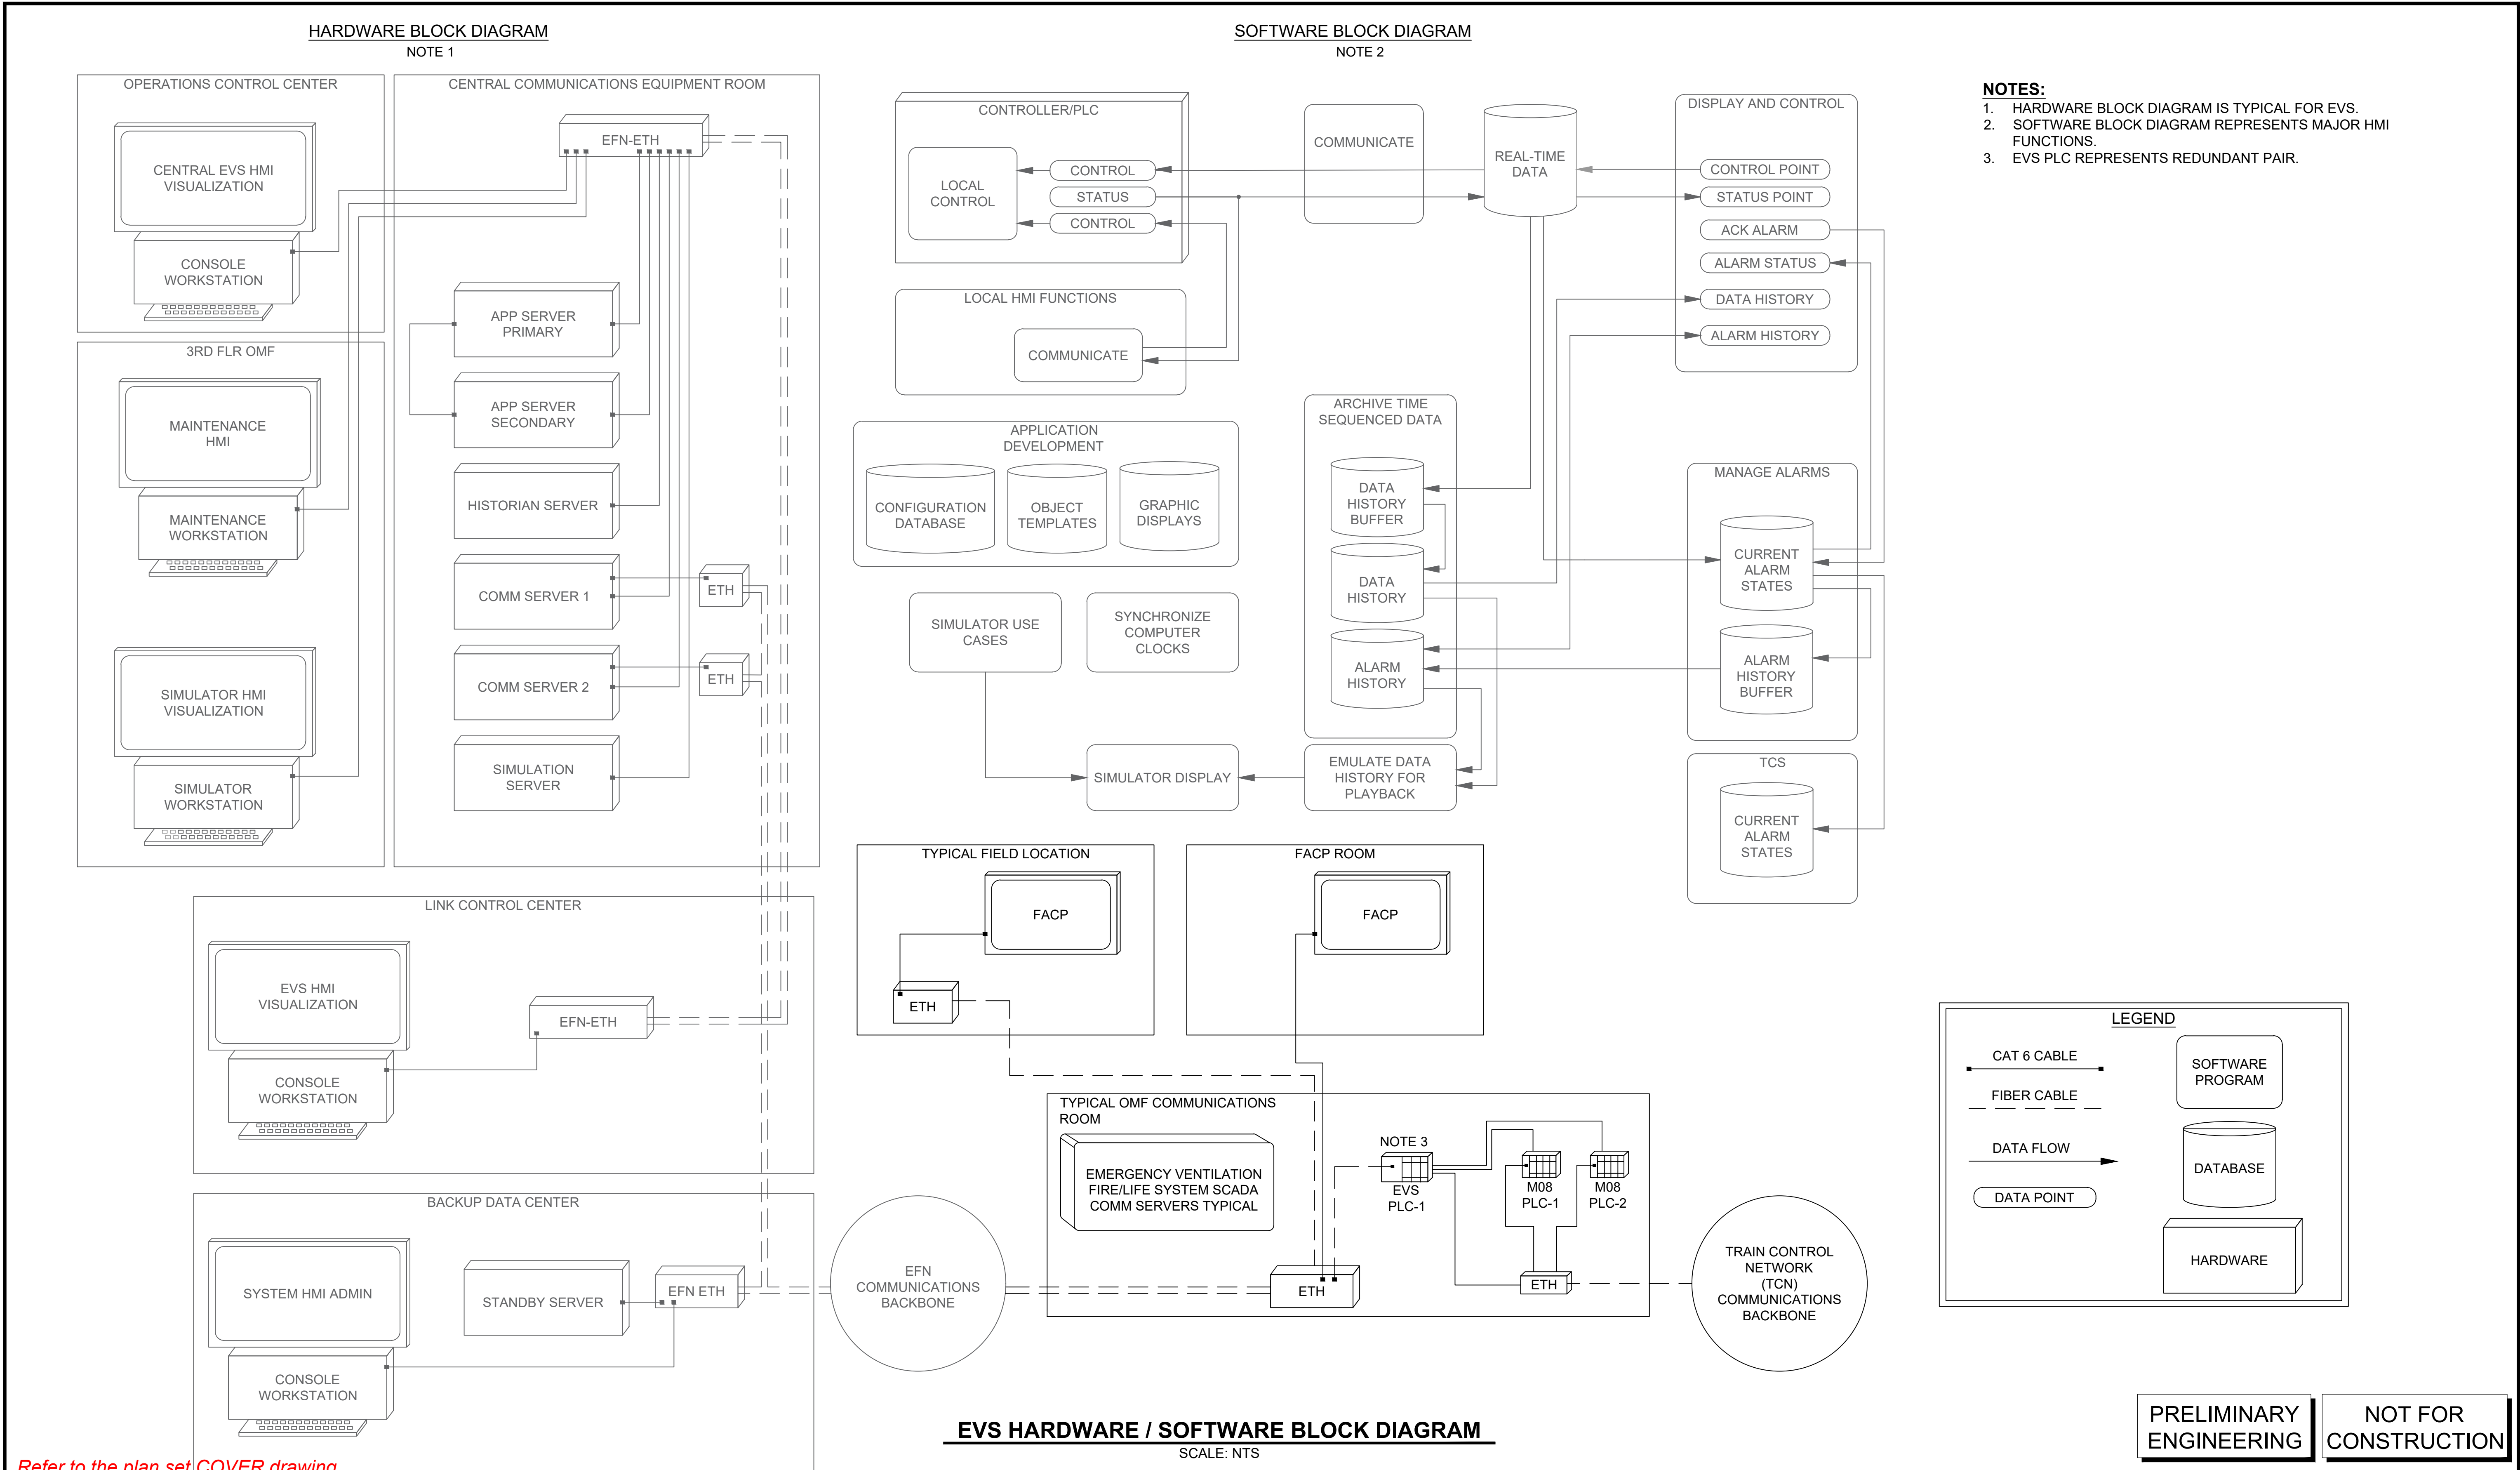 HARDWARE BLOCK DIAGRAM
NOTE 1
OPERATIONS CONTROL CENTER
CENTRAL EVS HMI
VISUALIZATION
CONSOLE
WORKSTATION
3RD FLR OMF
MAINTENANCE
HMI
MAINTENANCE
WORKSTATION
SIMULATOR HMI
VISUALIZATION
SIMULATOR
WORKSTATION
CENTRAL COMMUNICATIONS EQUIPMENT ROOM
EFN-ETH
APP SERVER
PRIMARY
APP SERVER
SECONDARY
HISTORIAN SERVER
COMM SERVER 1
ETH
COMM SERVER 2
ETH
SIMULATION
SERVER
LINK CONTROL CENTER
EVS HMI
VISUALIZATION
CONSOLE
WORKSTATION
EFN-ETH
BACKUP DATA CENTER
SYSTEM HMI ADMIN
CONSOLE
WORKSTATION
STANDBY SERVER
EFN ETH
EFN
COMMUNICATIONS
BACKBONE
SOFTWARE BLOCK DIAGRAM
NOTE 2
CONTROLLER/PLC
LOCAL
CONTROL
CONTROL
STATUS
CONTROL
COMMUNICATE
REAL-TIME
DATA
DISPLAY AND CONTROL
CONTROL POINT
STATUS POINT
ACK ALARM
ALARM STATUS
DATA HISTORY
ALARM HISTORY
LOCAL HMI FUNCTIONS
COMMUNICATE
APPLICATION
DEVELOPMENT
CONFIGURATION
DATABASE
OBJECT
TEMPLATES
GRAPHIC
DISPLAYS
ARCHIVE TIME
SEQUENCED DATA
DATA
HISTORY
BUFFER
DATA
HISTORY
ALARM
HISTORY
MANAGE ALARMS
CURRENT
ALARM
STATES
ALARM
HISTORY
BUFFER
SIMULATOR USE
CASES
SYNCHRONIZE
COMPUTER
CLOCKS
SIMULATOR DISPLAY
EMULATE DATA
HISTORY FOR
PLAYBACK
TCS
CURRENT
ALARM
STATES
TYPICAL FIELD LOCATION
FACP
ETH
FACP ROOM
FACP
TYPICAL OMF COMMUNICATIONS
ROOM
EMERGENCY VENTILATION
FIRE/LIFE SYSTEM SCADA
COMM SERVERS TYPICAL
NOTE 3
EVS
PLC-1
M08
PLC-1
M08
PLC-2
ETH
ETH
TRAIN CONTROL
NETWORK
(TCN)
COMMUNICATIONS
BACKBONE
NOTES:
1. HARDWARE BLOCK DIAGRAM IS TYPICAL FOR EVS.
2. SOFTWARE BLOCK DIAGRAM REPRESENTS MAJOR HMI
FUNCTIONS.
3. EVS PLC REPRESENTS REDUNDANT PAIR.
LEGEND
CAT 6 CABLE
FIBER CABLE
DATA FLOW
DATA POINT
SOFTWARE
PROGRAM
DATABASE
HARDWARE
EVS HARDWARE / SOFTWARE BLOCK DIAGRAM
SCALE: NTS
PRELIMINARY
ENGINEERING
NOT FOR
CONSTRUCTION
Refer to the plan set COVER drawing